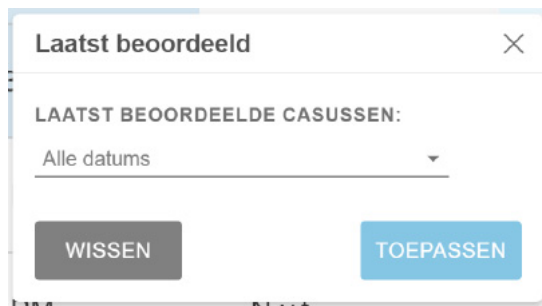 Laatst beoordeeld
LAATST BEOORDEELDE CASUSSEN:
Alle datums
WISSEN
TOEPASSEN